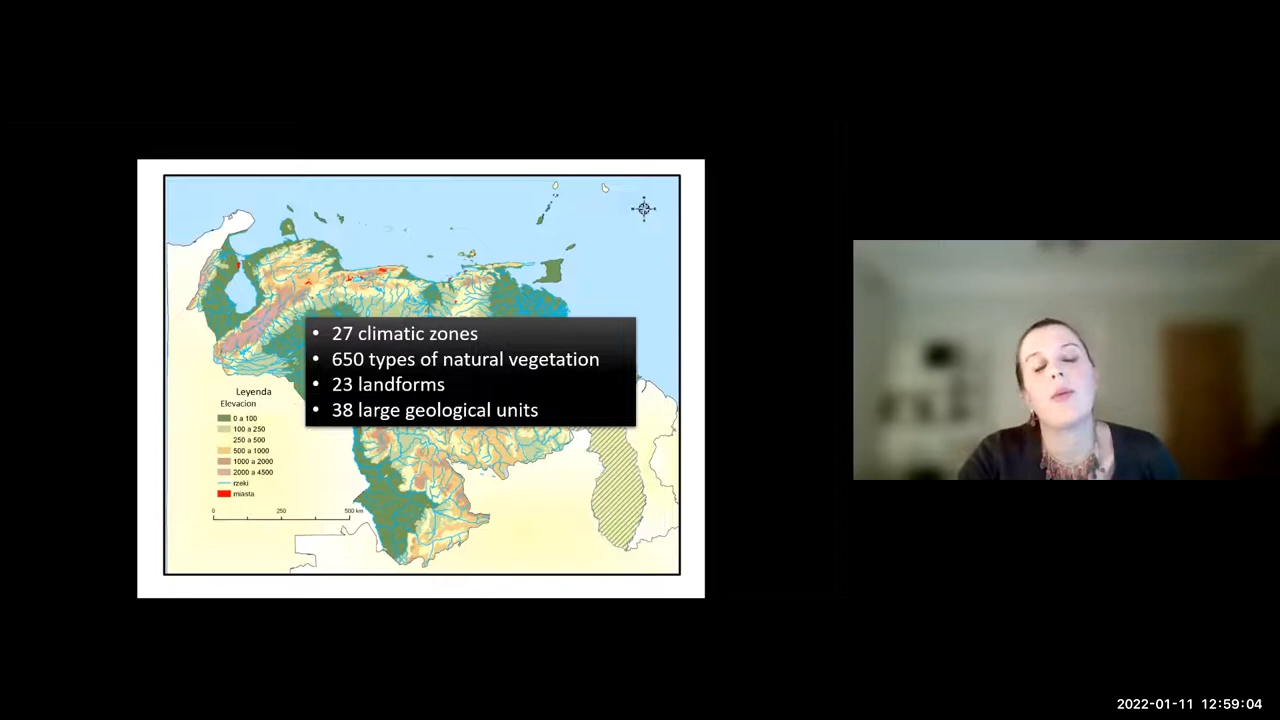 • 27 climatic zones
• 650 types of natural vegetation
• 23 landforms
• 38 large geological units
Leyenda
Elevacion
0 a 100
100 a 250
250 a 500
500 a 1000
1000 a 2000
2000 a 4500
rzeki
miasta
0 250 500 km
2022-01-11 12:59:04